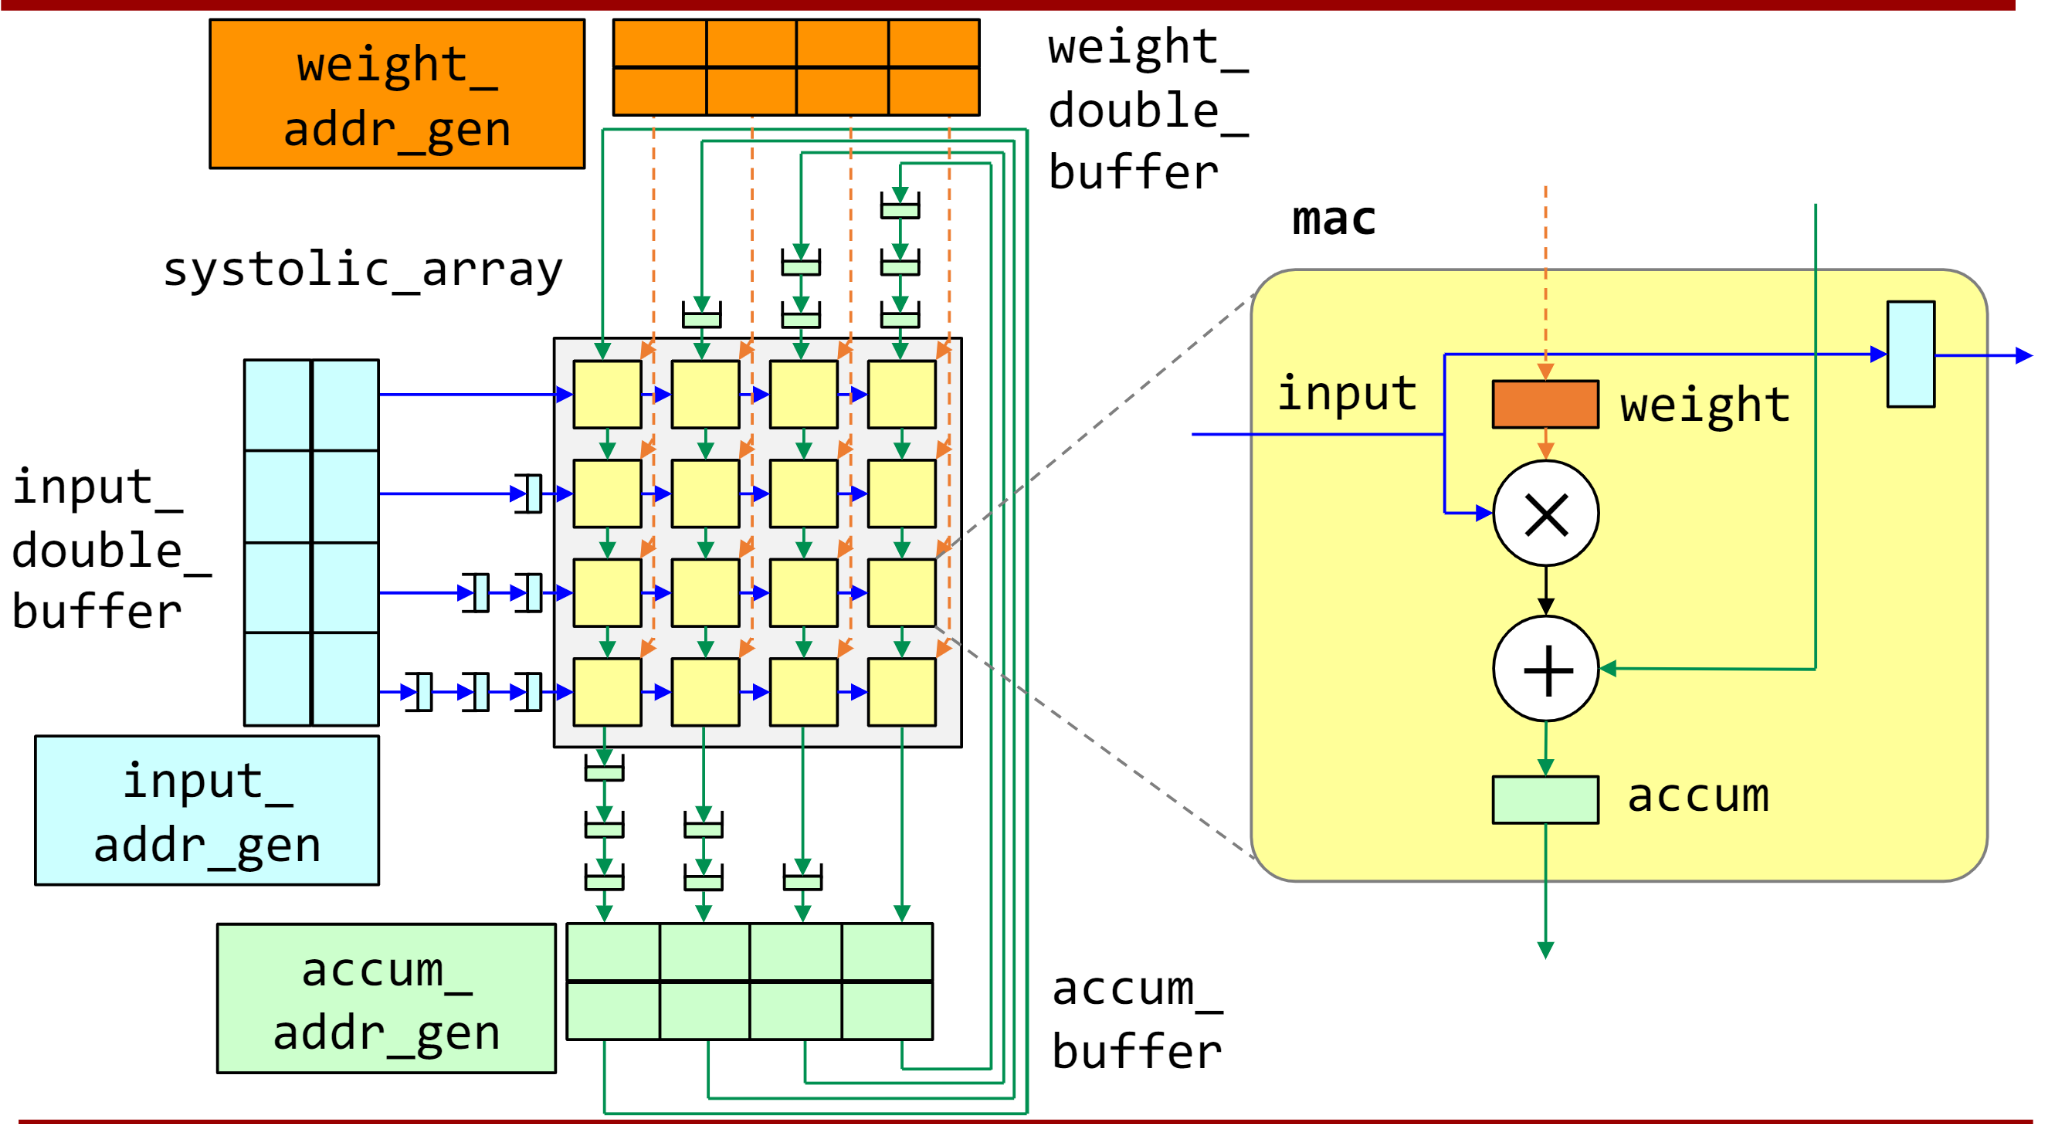 weight_
addr_gen
weight_
double_
buffer
systolic_array
mac
input_
double_
buffer
input
weight
×
+
accum
input_
addr_gen
accum_
addr_gen
accum_
buffer